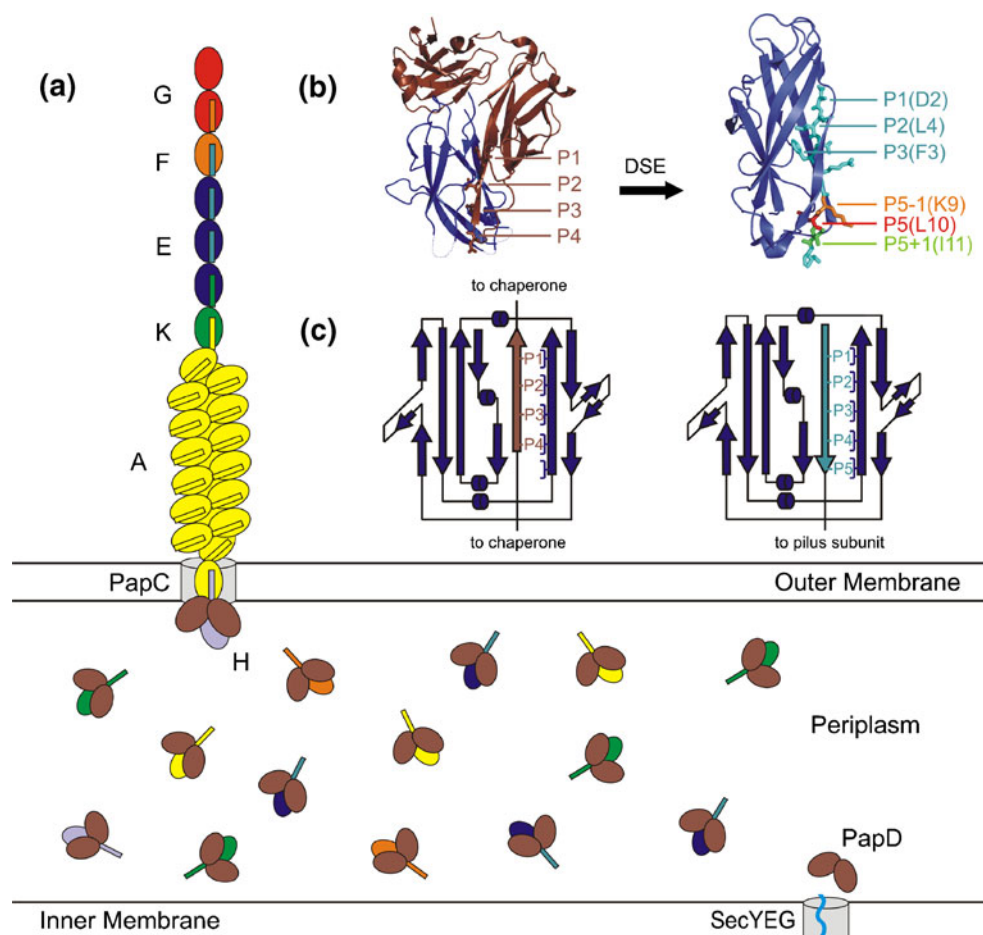 (a)
G
F
E
K
A
PapC
H
(b)
P1
P2
P3
P4
DSE
P1(D2)
P2(L4)
P3(F3)
P5-1(K9)
P5(L10)
P5+1(I11)
(c)
to chaperone
P1
P2
P3
P4
to chaperone
P1
P2
P3
P4
P5
to pilus subunit
Outer Membrane
Periplasm
PapD
Inner Membrane
SecYEG